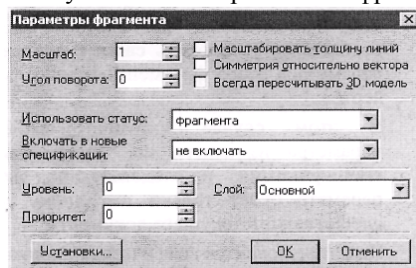 Параметры фрагмента
Масштаб: 1
Масштабировать толщину линий
Симметрия относительно вектора
Угол поворота: 0
Всегда пересчитывать 3D модель
Использовать статус: фрагмента
Включать в новые
спецификации: не включать
Уровень: 0 Слой: Основной
Приоритет: 0
Установки... OK Отменить